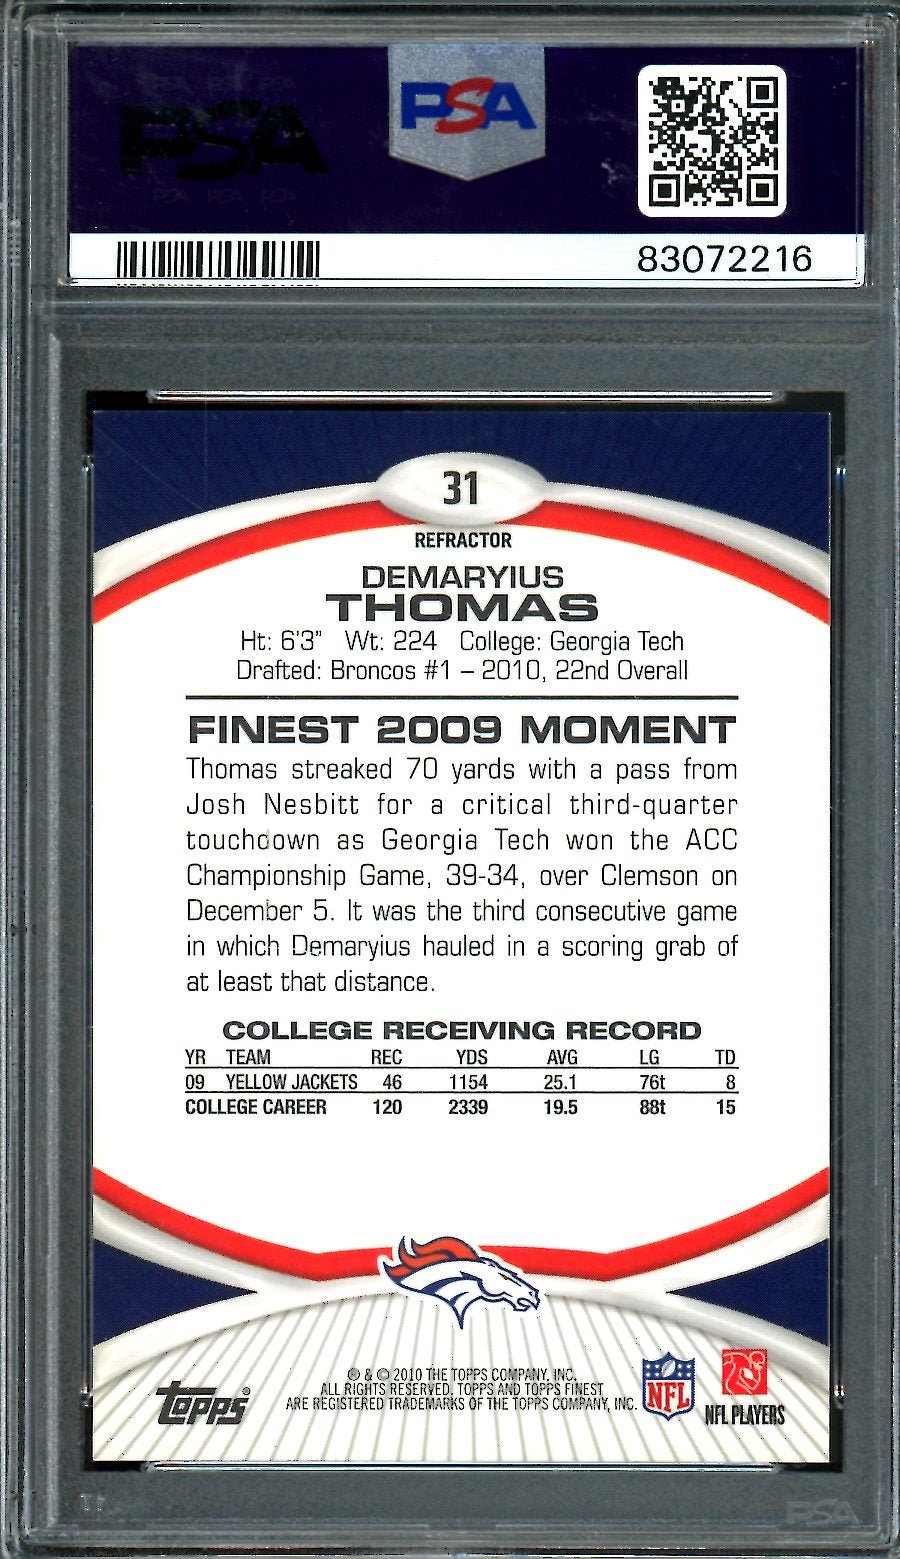 PSA
PSA
83072216
31
REFRACTOR
DEMARYIUS
THOMAS
Ht: 6'3" Wt: 224 College: Georgia Tech
Drafted: Broncos #1 – 2010, 22nd Overall
FINEST 2009 MOMENT
Thomas streaked 70 yards with a pass from
Josh Nesbitt for a critical third-quarter
touchdown as Georgia Tech won the ACC
Championship Game, 39-34, over Clemson on
December 5. It was the third consecutive game
in which Demaryius hauled in a scoring grab of
at least that distance.
COLLEGE RECEIVING RECORD
YR TEAM REC YDS AVG LG TD
09 YELLOW JACKETS 46 1154 25.1 76t 8
COLLEGE CAREER 120 2339 19.5 88t 15
® & © 2010 THE TOPPS COMPANY, INC.
ALL RIGHTS RESERVED. TOPPS AND TOPPS FINEST
ARE REGISTERED TRADEMARKS OF THE TOPPS COMPANY, INC.
topps
NFL
NFL PLAYERS
PSA